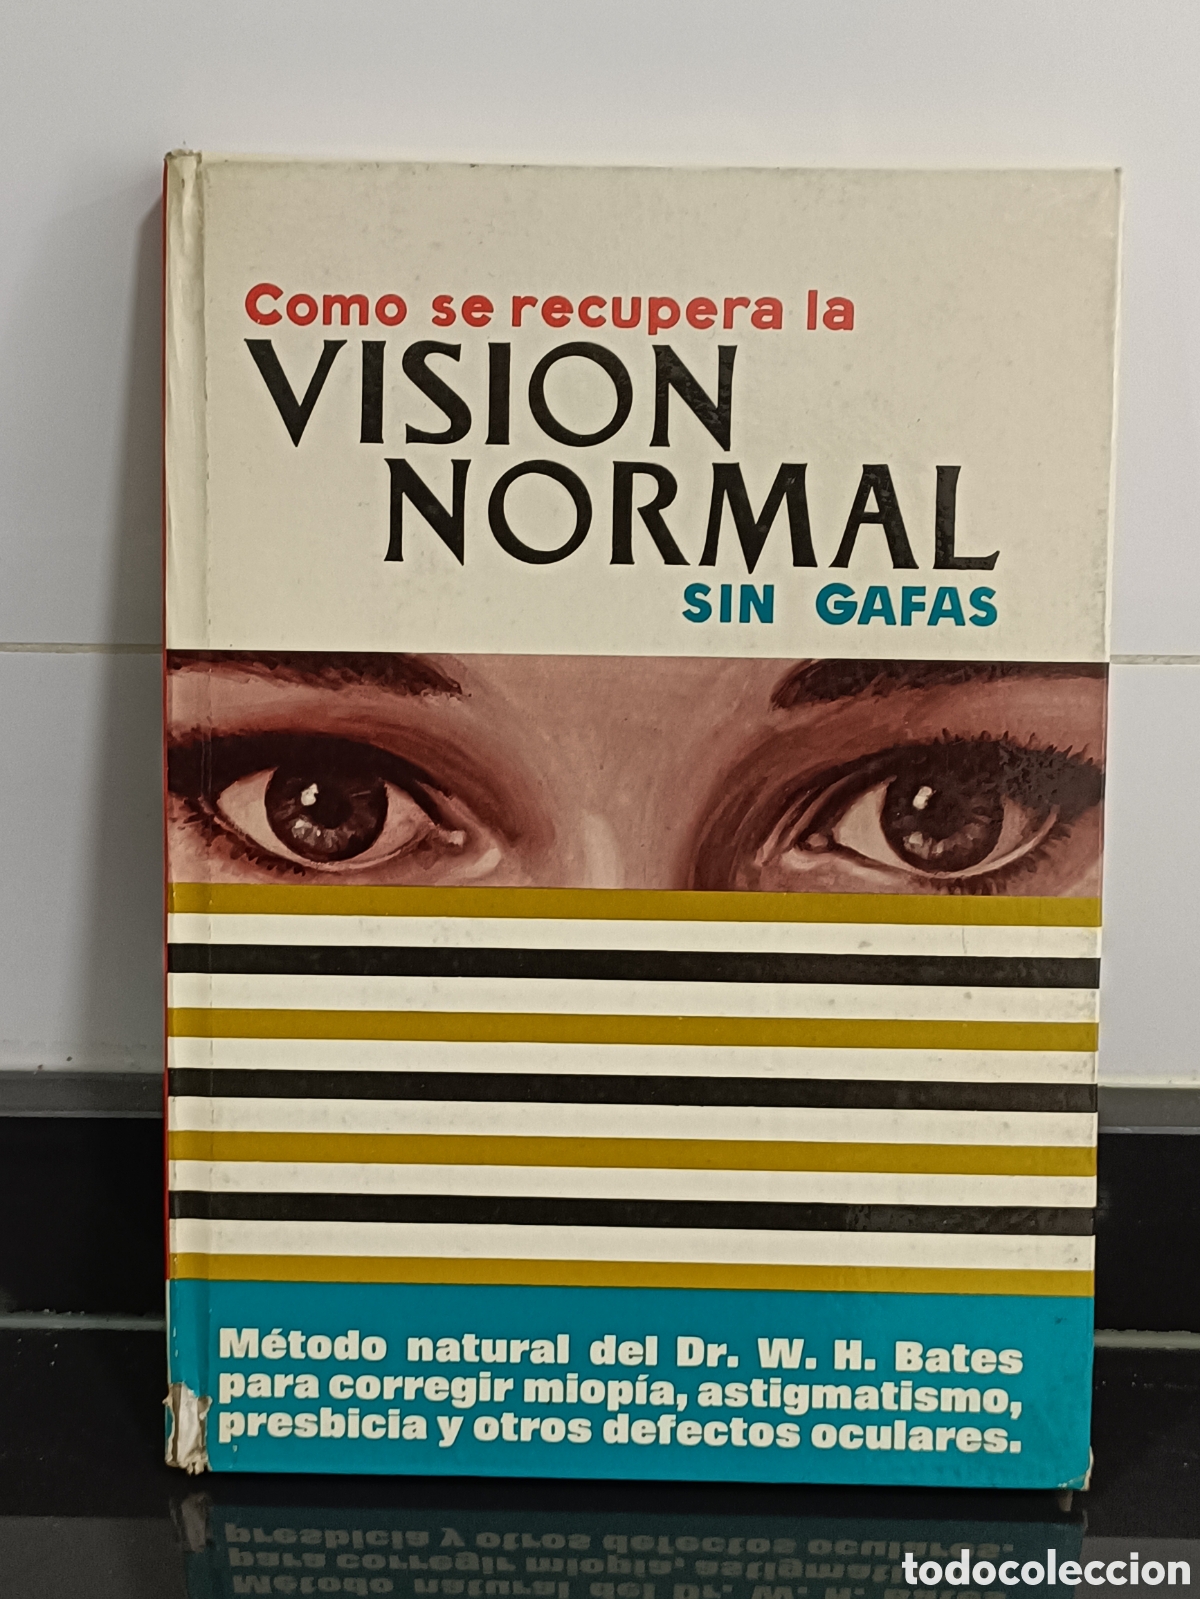 Como se recupera la
VISION
NORMAL
SIN GAFAS
Método natural del Dr. W. H. Bates
para corregir miopía, astigmatismo,
presbicia y otros defectos oculares.
todocoleccion